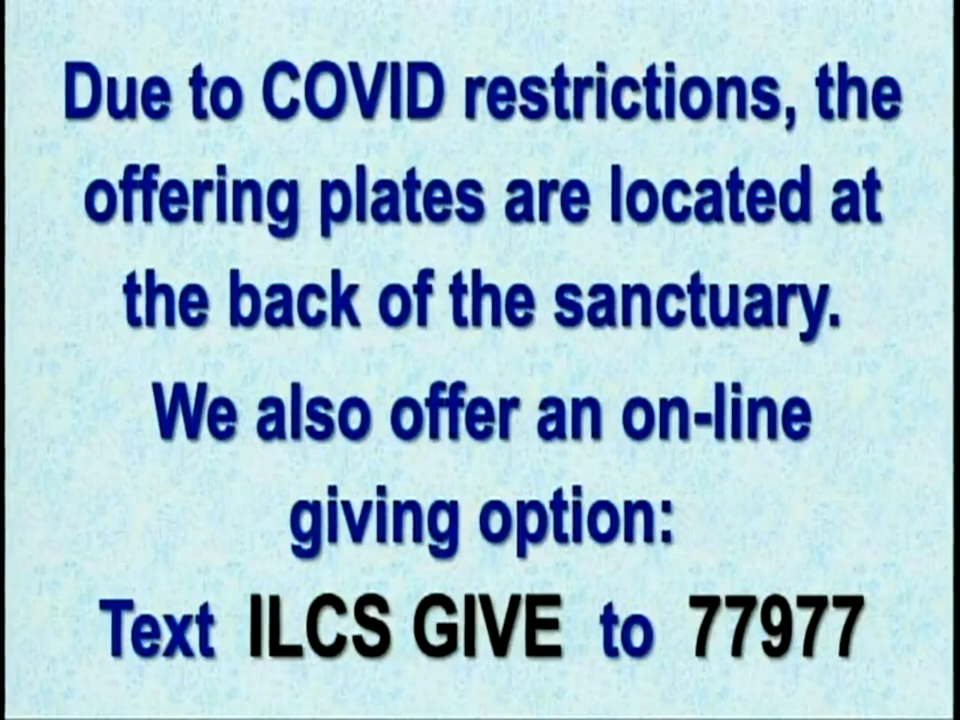 Due to COVID restrictions, the
offering plates are located at
the back of the sanctuary.
We also offer an on-line
giving option:
Text ILCS GIVE to 77977